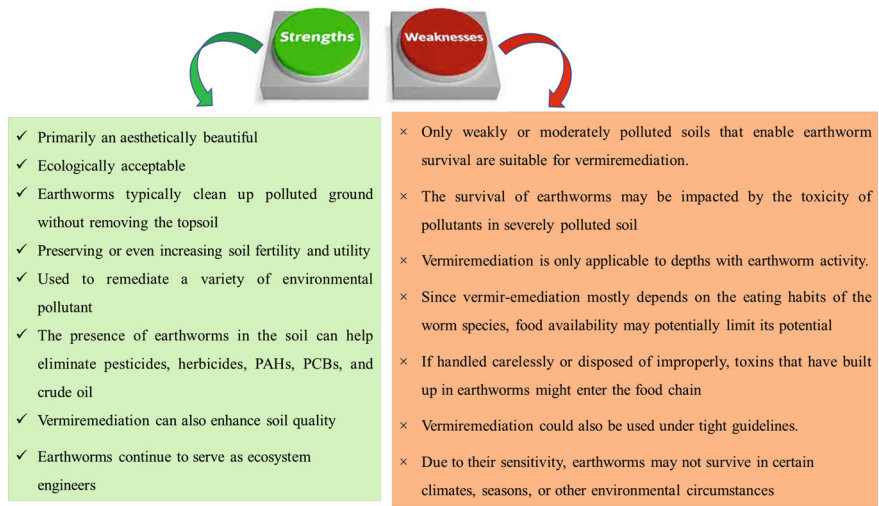 Strengths
Weaknesses
✓ Primarily an aesthetically beautiful
✓ Ecologically acceptable
✓ Earthworms typically clean up polluted ground
without removing the topsoil
✓ Preserving or even increasing soil fertility and utility
✓ Used to remediate a variety of environmental
pollutant
✓ The presence of earthworms in the soil can help
eliminate pesticides, herbicides, PAHs, PCBs, and
crude oil
✓ Vermiremediation can also enhance soil quality
✓ Earthworms continue to serve as ecosystem
engineers
× Only weakly or moderately polluted soils that enable earthworm
survival are suitable for vermiremediation.
× The survival of earthworms may be impacted by the toxicity of
pollutants in severely polluted soil
× Vermiremediation is only applicable to depths with earthworm activity.
× Since vermir-emediation mostly depends on the eating habits of the
worm species, food availability may potentially limit its potential
× If handled carelessly or disposed of improperly, toxins that have built
up in earthworms might enter the food chain
× Vermiremediation could also be used under tight guidelines.
× Due to their sensitivity, earthworms may not survive in certain
climates, seasons, or other environmental circumstances